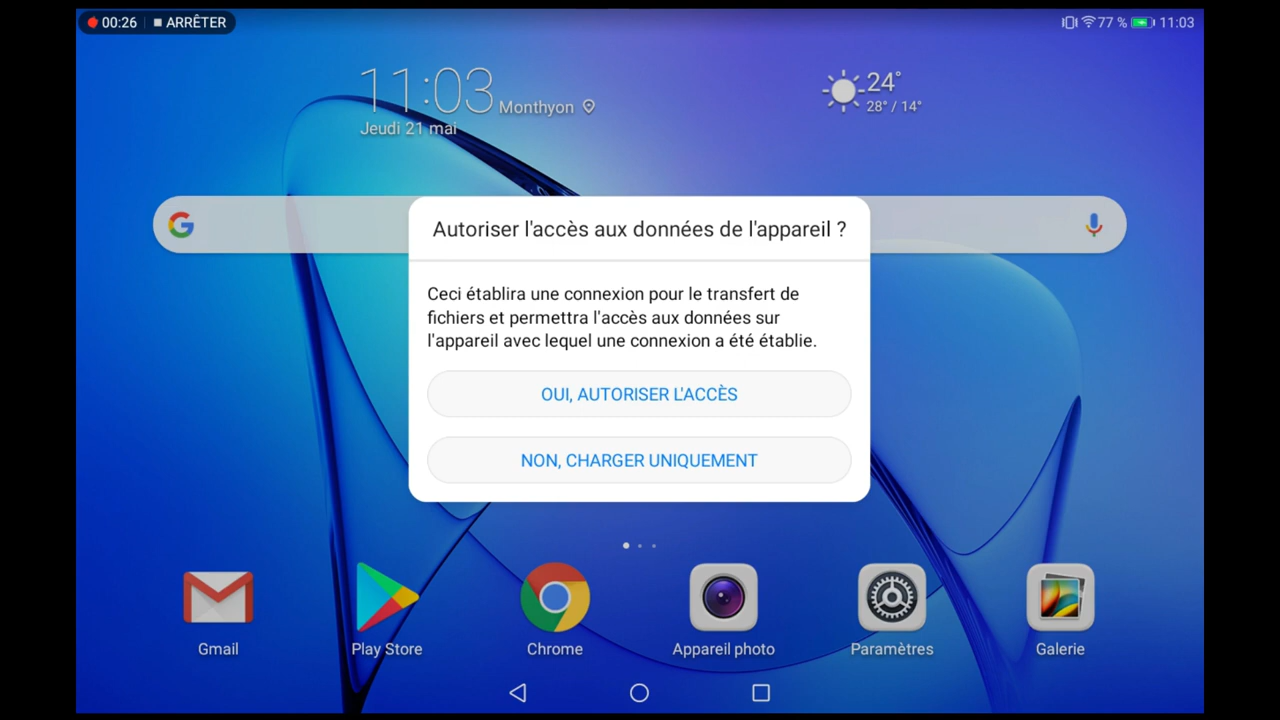 00:26 ARRÊTER
77 % 11:03
11:03 Monthyon
Jeudi 21 mai
24°
28° / 14°
Autoriser l'accès aux données de l'appareil ?
Ceci établira une connexion pour le transfert de
fichiers et permettra l'accès aux données sur
l'appareil avec lequel une connexion a été établie.
OUI, AUTORISER L'ACCÈS
NON, CHARGER UNIQUEMENT
Gmail
Play Store
Chrome
Appareil photo
Paramètres
Galerie